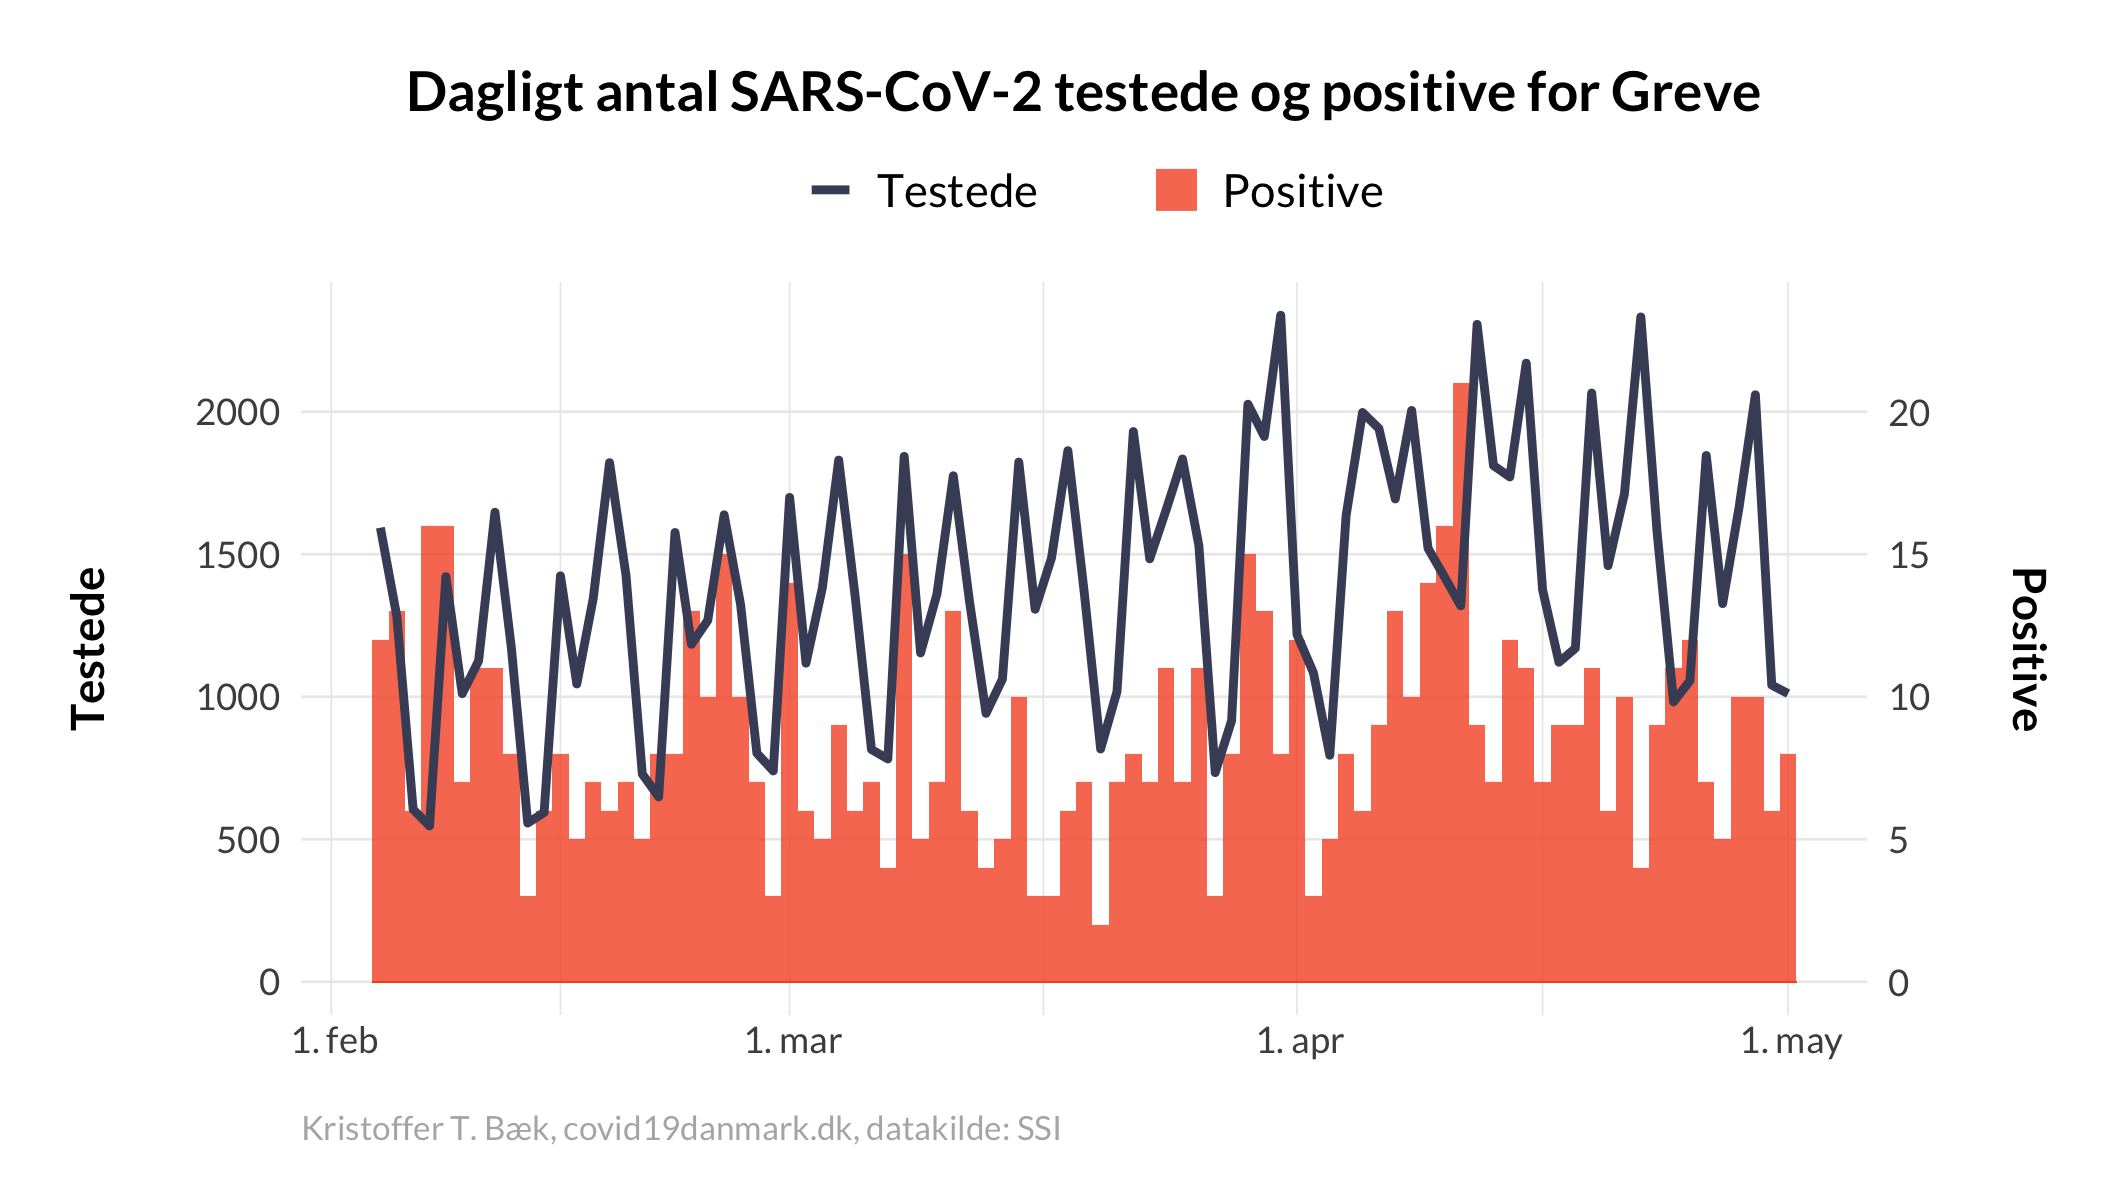 Dagligt antal SARS-CoV-2 testede og positive for Greve
Testede
Positive
Testede
2000
1500
1000
500
0
20
15
10
5
0
Positive
1. feb
1. mar
1. apr
1. may
Kristoffer T. Bæk, covid19danmark.dk, datakilde: SSI